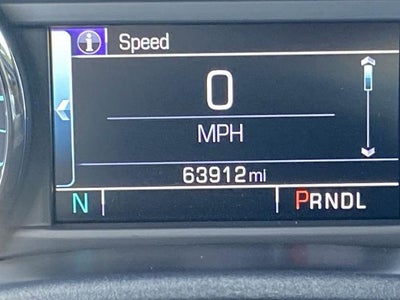 i Speed
0
MPH
63912 mi
N PRNDL